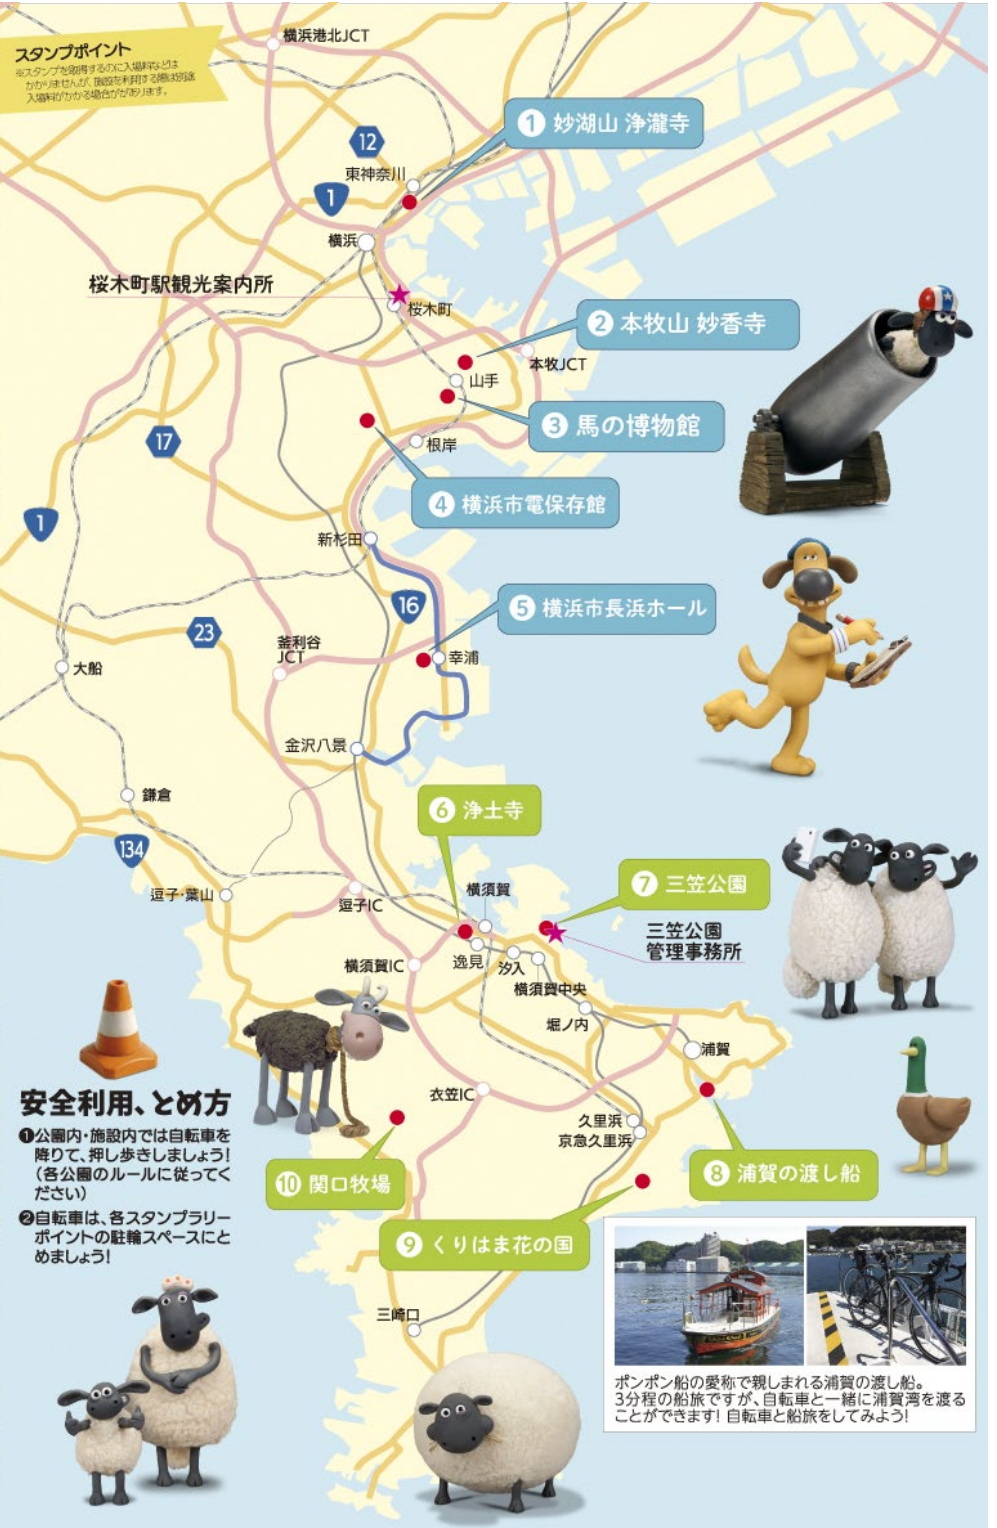 横浜港北JCT
スタンプポイント
※スタンプを取得するのに入場料などは
かかりませんが、施設を利用する際は別途
入場料がかかる場合がございます。
① 妙湖山 浄瀧寺
12
東神奈川
1
横浜
桜木町駅観光案内所
桜木町
② 本牧山 妙香寺
本牧JCT
山手
③ 馬の博物館
17
根岸
④ 横浜市電保存館
1
新杉田
16
⑤ 横浜市長浜ホール
23
釜利谷
JCT
幸浦
大船
金沢八景
鎌倉
⑥ 浄土寺
134
逗子・葉山
逗子IC
横須賀
⑦ 三笠公園
三笠公園
管理事務所
逸見
汐入
横須賀IC
横須賀中央
堀ノ内
浦賀
安全利用、とめ方
❶公園内・施設内では自転車を
降りて、押し歩きしましょう!
(各公園のルールに従ってく
ださい)
❷自転車は、各スタンプラリー
ポイントの駐輪スペースにと
めましょう!
衣笠IC
久里浜
京急久里浜
⑩ 関口牧場
⑧ 浦賀の渡し船
⑨ くりはま花の国
三崎口
ポンポン船の愛称で親しまれる浦賀の渡し船。
3分程の船旅ですが、自転車と一緒に浦賀湾を渡る
ことができます! 自転車と船旅をしてみよう!